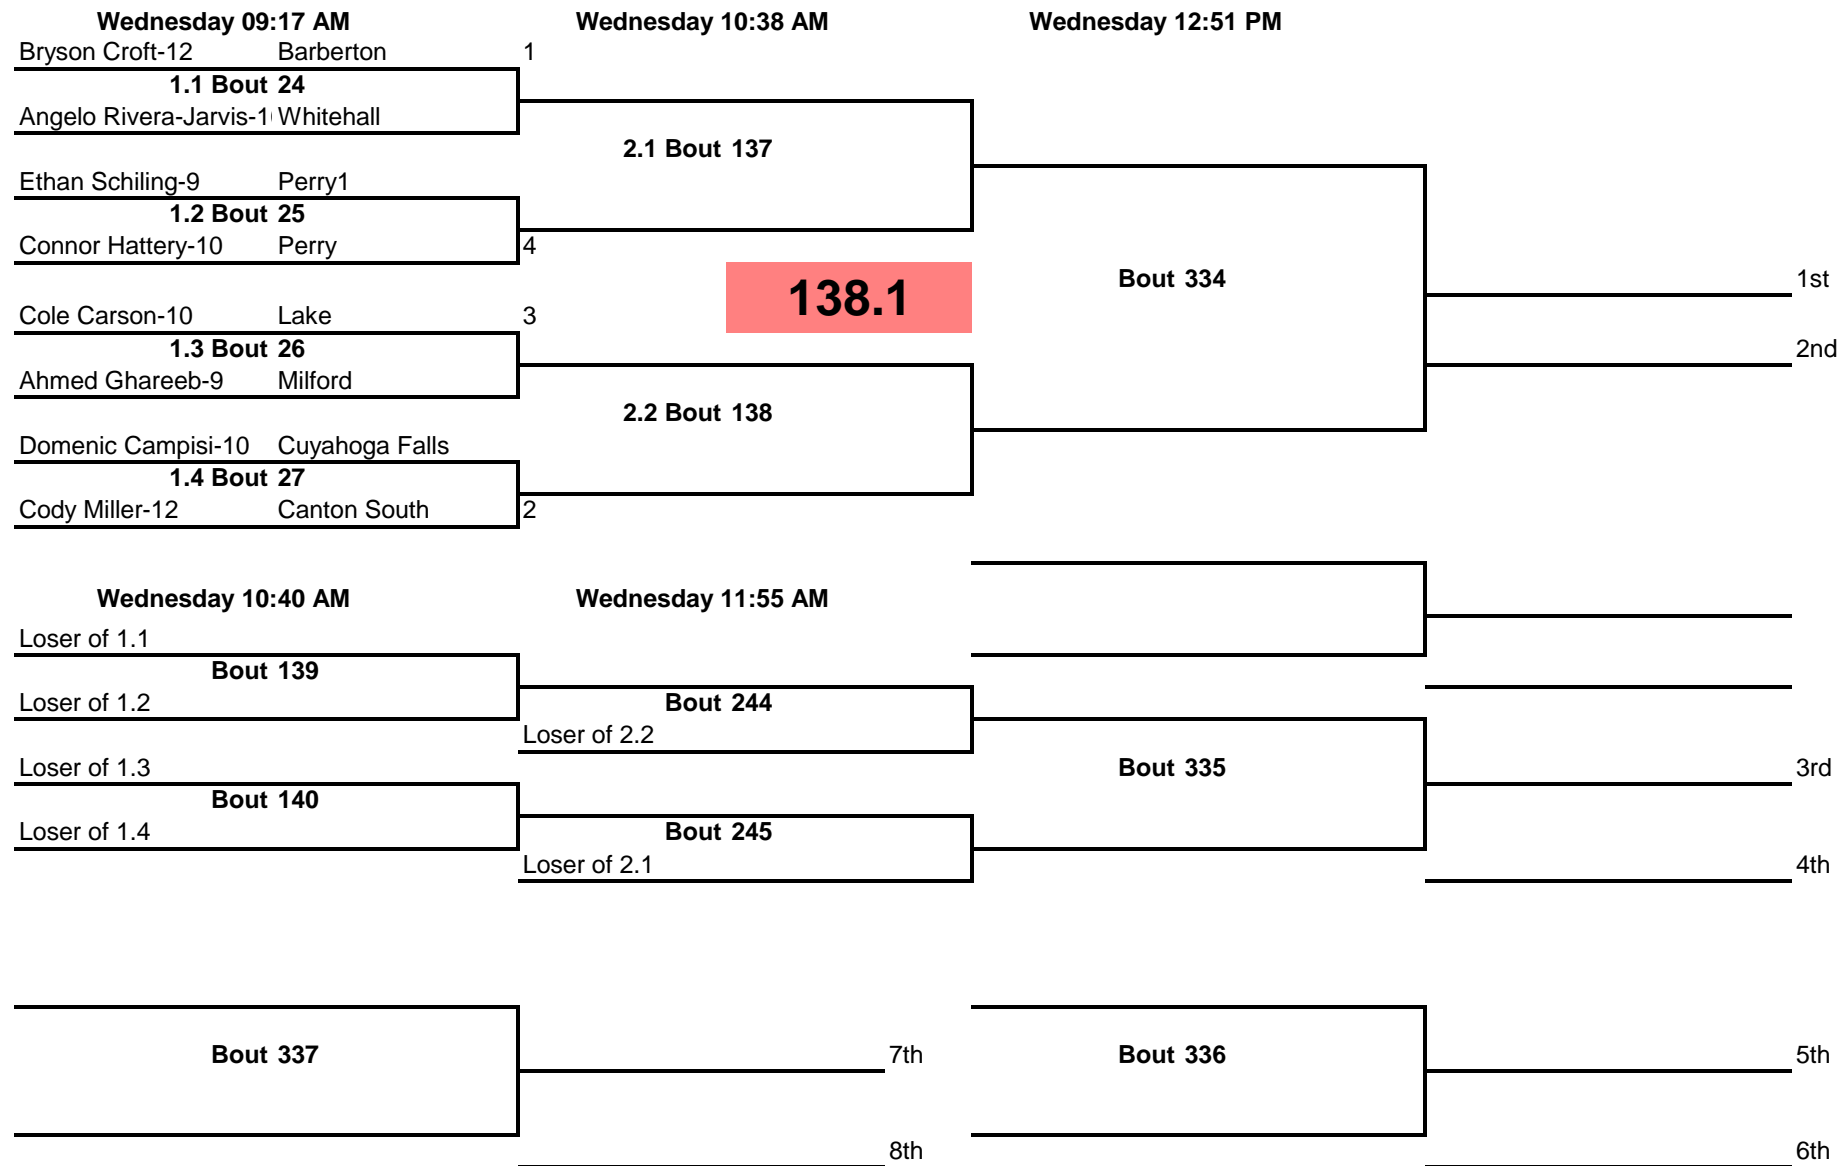 Wednesday 09:17 AM Wednesday 10:38 AM Wednesday 12:51 PM
Bryson Croft-12 Barberton 1
1.1 Bout 24
Angelo Rivera-Jarvis-1 Whitehall
2.1 Bout 137
Ethan Schiling-9 Perry1
1.2 Bout 25
Connor Hattery-10 Perry 4
138.1
Bout 334 1st
Cole Carson-10 Lake 3
1.3 Bout 26 2nd
Ahmed Ghareeb-9 Milford
2.2 Bout 138
Domenic Campisi-10 Cuyahoga Falls
1.4 Bout 27
Cody Miller-12 Canton South 2
Wednesday 10:40 AM Wednesday 11:55 AM
Loser of 1.1
Bout 139
Loser of 1.2 Bout 244
Loser of 2.2
Loser of 1.3 Bout 335 3rd
Bout 140
Loser of 1.4 Bout 245
Loser of 2.1 4th
Bout 337 7th Bout 336 5th
8th 6th